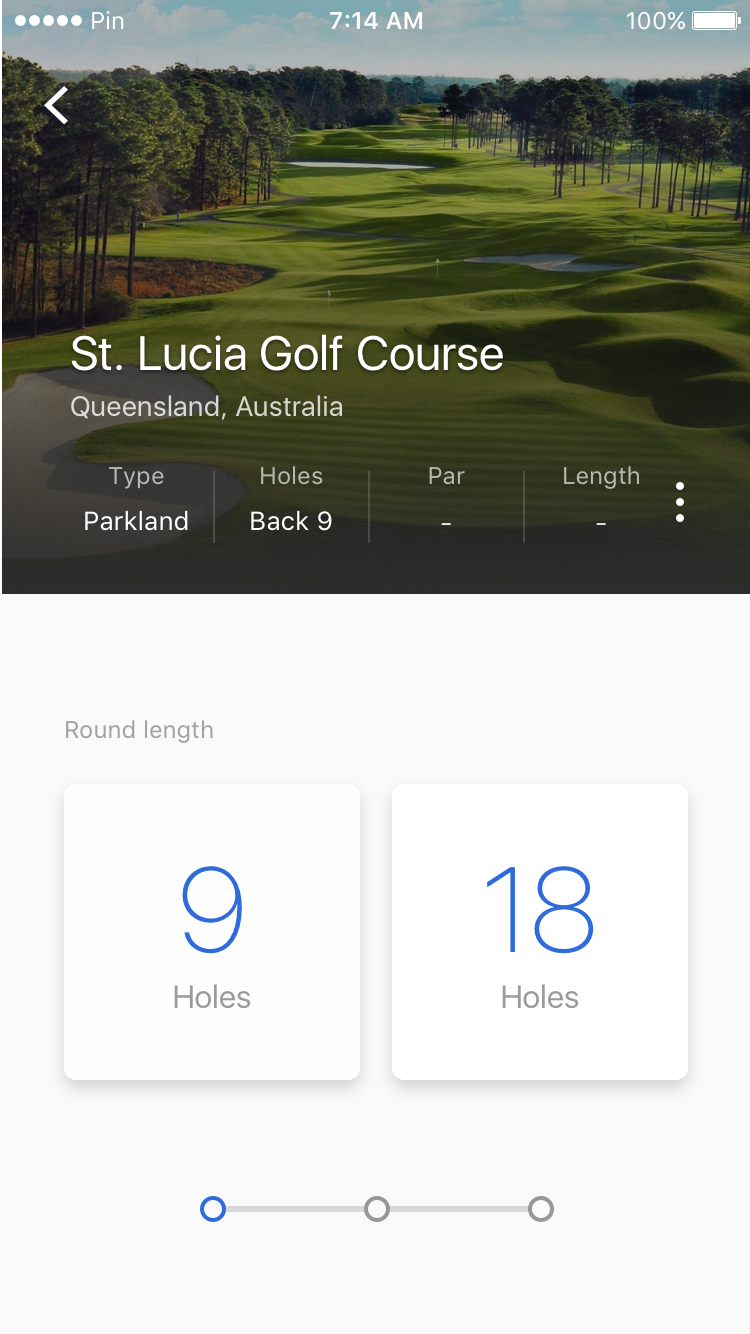 Pin 7:14 AM 100%
St. Lucia Golf Course
Queensland, Australia
Type Holes Par Length
Parkland Back 9 - -
Round length
9 18
Holes Holes